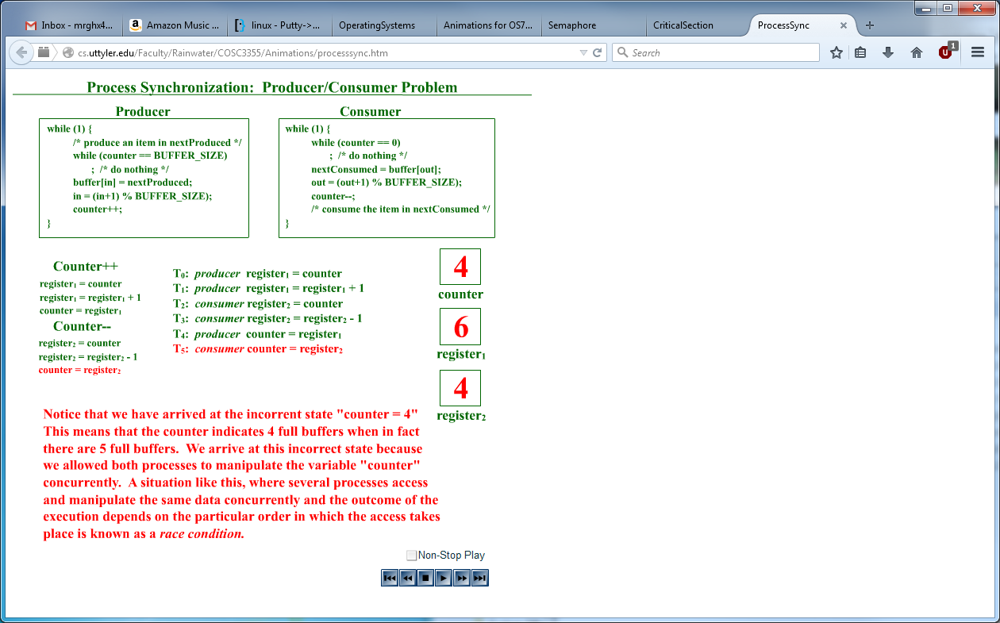 Inbox - mrghx4...
Amazon Music ...
linux - Putty->...
OperatingSystems
Animations for OS7...
Semaphore
CriticalSection
ProcessSync
cs.uttyler.edu/Faculty/Rainwater/COSC3355/Animations/processsync.htm
Search
1
Process Synchronization:  Producer/Consumer Problem
Producer
while (1) {
/* produce an item in nextProduced */
while (counter == BUFFER_SIZE)
;  /* do nothing */
buffer[in] = nextProduced;
in = (in+1) % BUFFER_SIZE);
counter++;
}
Consumer
while (1) {
while (counter == 0)
;  /* do nothing */
nextConsumed = buffer[out];
out = (out+1) % BUFFER_SIZE);
counter--;
/* consume the item in nextConsumed */
}
Counter++
register₁ = counter
register₁ = register₁ + 1
counter = register₁
Counter--
register₂ = counter
register₂ = register₂ - 1
counter = register₂
T₀:  producer  register₁ = counter
T₁:  producer  register₁ = register₁ + 1
T₂:  consumer register₂ = counter
T₃:  consumer register₂ = register₂ - 1
T₄:  producer  counter = register₁
T₅:  consumer counter = register₂
4
counter
6
register₁
4
register₂
Notice that we have arrived at the incorrent state "counter = 4"
This means that the counter indicates 4 full buffers when in fact
there are 5 full buffers.  We arrive at this incorrect state because
we allowed both processes to manipulate the variable "counter"
concurrently.  A situation like this, where several processes access
and manipulate the same data concurrently and the outcome of the
execution depends on the particular order in which the access takes
place is known as a race condition.
Non-Stop Play